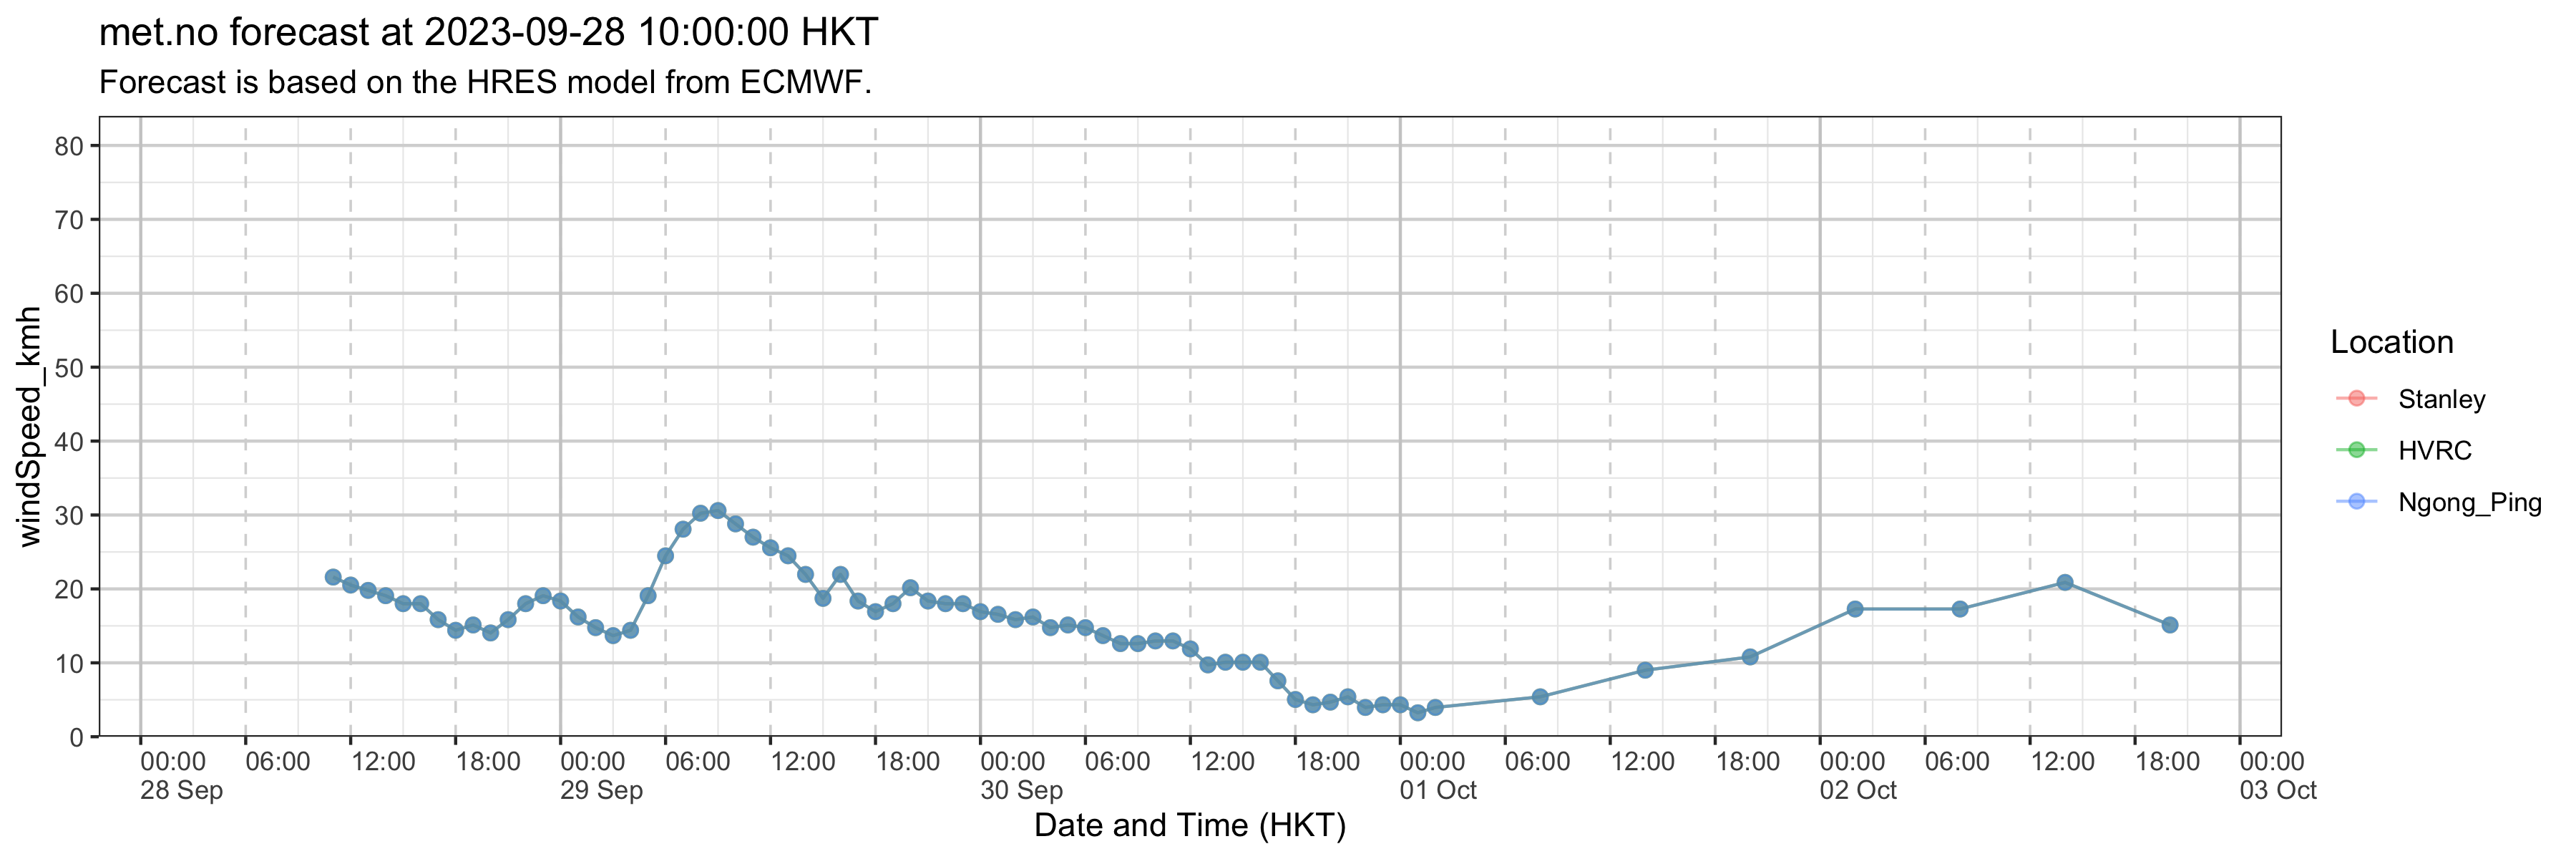 met.no forecast at 2023-09-28 10:00:00 HKT
Forecast is based on the HRES model from ECMWF.
80
70
60
50
40
30
20
10
0
windSpeed_kmh
00:00 06:00 12:00 18:00 00:00 06:00 12:00 18:00 00:00 06:00 12:00 18:00 00:00 06:00 12:00 18:00 00:00 06:00 12:00 18:00 00:00
28 Sep 29 Sep 30 Sep 01 Oct 02 Oct 03 Oct
Date and Time (HKT)
Location
Stanley
HVRC
Ngong_Ping